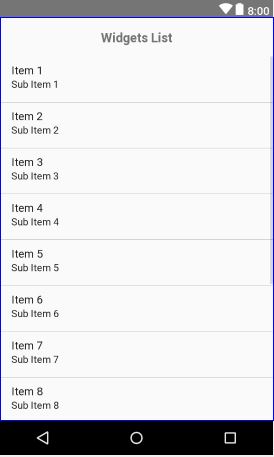 8:00
Widgets List
Item 1
Sub Item 1
Item 2
Sub Item 2
Item 3
Sub Item 3
Item 4
Sub Item 4
Item 5
Sub Item 5
Item 6
Sub Item 6
Item 7
Sub Item 7
Item 8
Sub Item 8